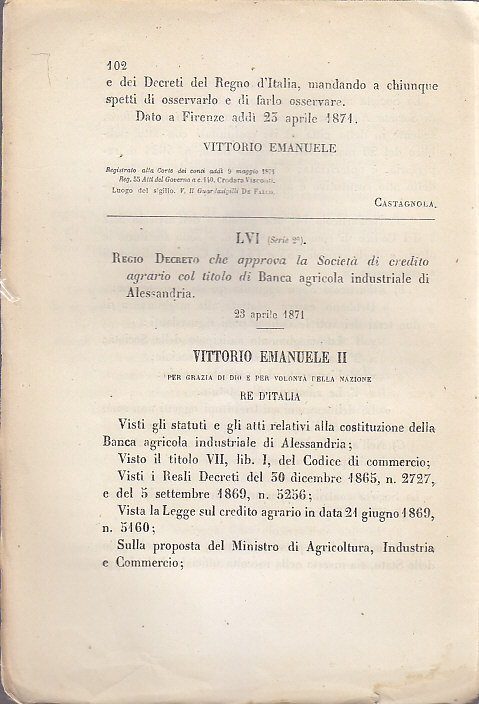 102
e dei Decreti del Regno d'Italia, mandando a chiunque
spetti di osservarlo e di farlo osservare.
Dato a Firenze addì 23 aprile 1871.
VITTORIO EMANUELE
Registrato alla Corte dei conti addì 9 maggio 1871
Reg. 55 Atti del Governo a c. 140. Crodara Visconti.
Luogo del sigillo. V. Il Guardasigilli DE FALCO.
CASTAGNOLA.
LVI (Serie 2ª).
REGIO DECRETO che approva la Società di credito
agrario col titolo di Banca agricola industriale di
Alessandria.
23 aprile 1871
VITTORIO EMANUELE II
PER GRAZIA DI DIO E PER VOLONTÀ DELLA NAZIONE
RE D'ITALIA
Visti gli statuti e gli atti relativi alla costituzione della
Banca agricola industriale di Alessandria;
Visto il titolo VII, lib. I, del Codice di commercio;
Visti i Reali Decreti del 30 dicembre 1865, n. 2727,
e del 5 settembre 1869, n. 5256;
Vista la Legge sul credito agrario in data 21 giugno 1869,
n. 5160;
Sulla proposta del Ministro di Agricoltura, Industria
e Commercio;